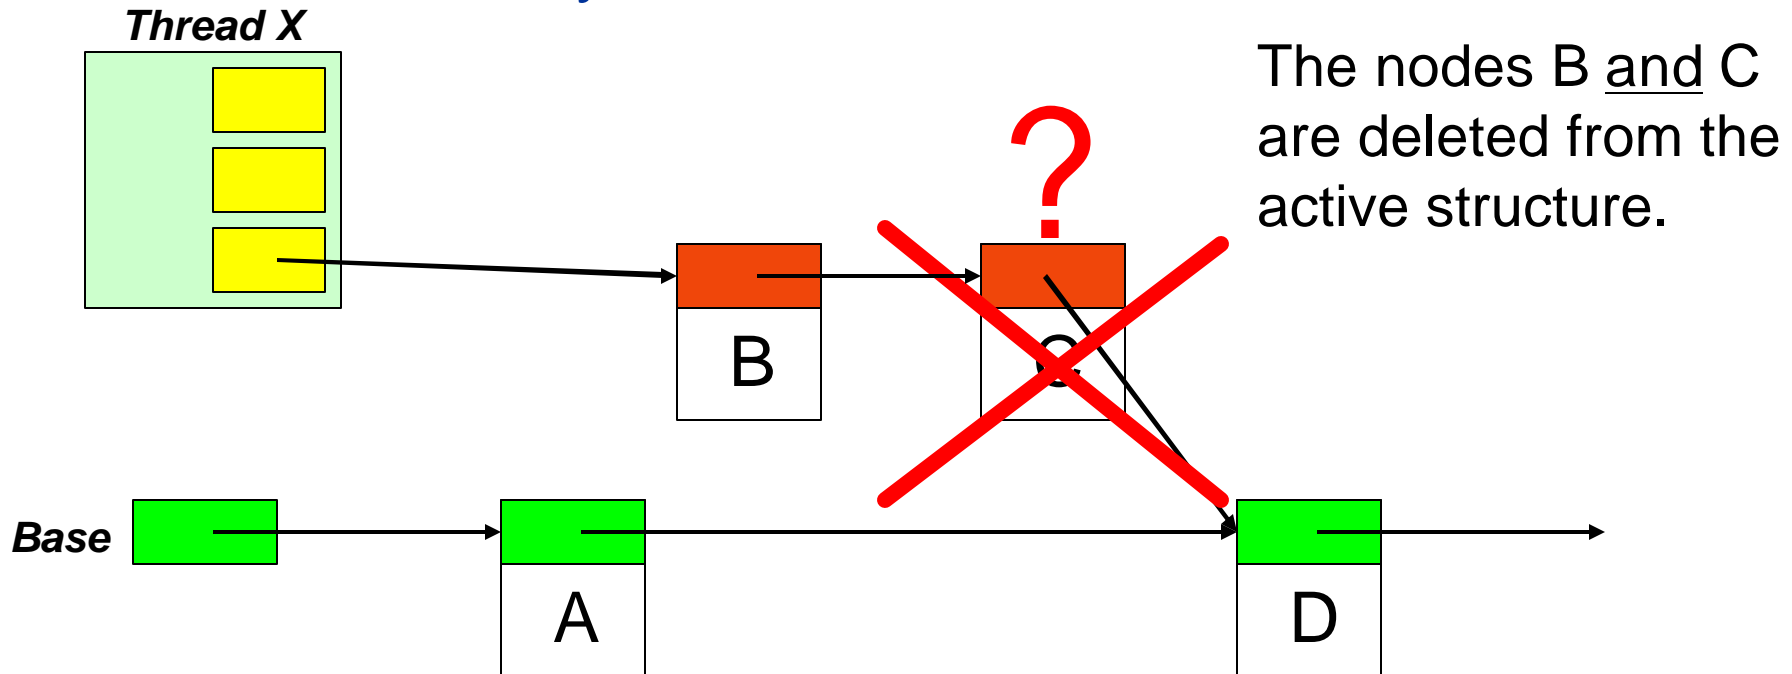 Thread X
The nodes B and C
are deleted from the
active structure.
?
B
C
Base
A
D